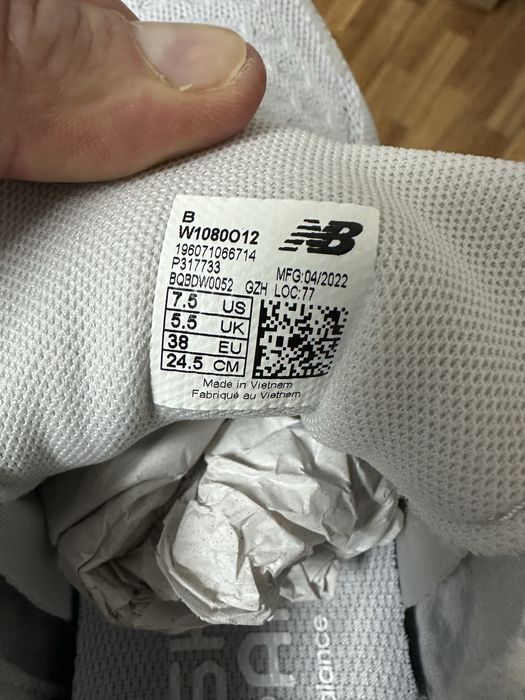 B
W1080O12
196071066714
P317733 MFG:04/2022
BQBDW0052 GZH LOC:77
7.5 US
5.5 UK
38 EU
24.5 CM
Made in Vietnam
Fabriqué au Vietnam
NB